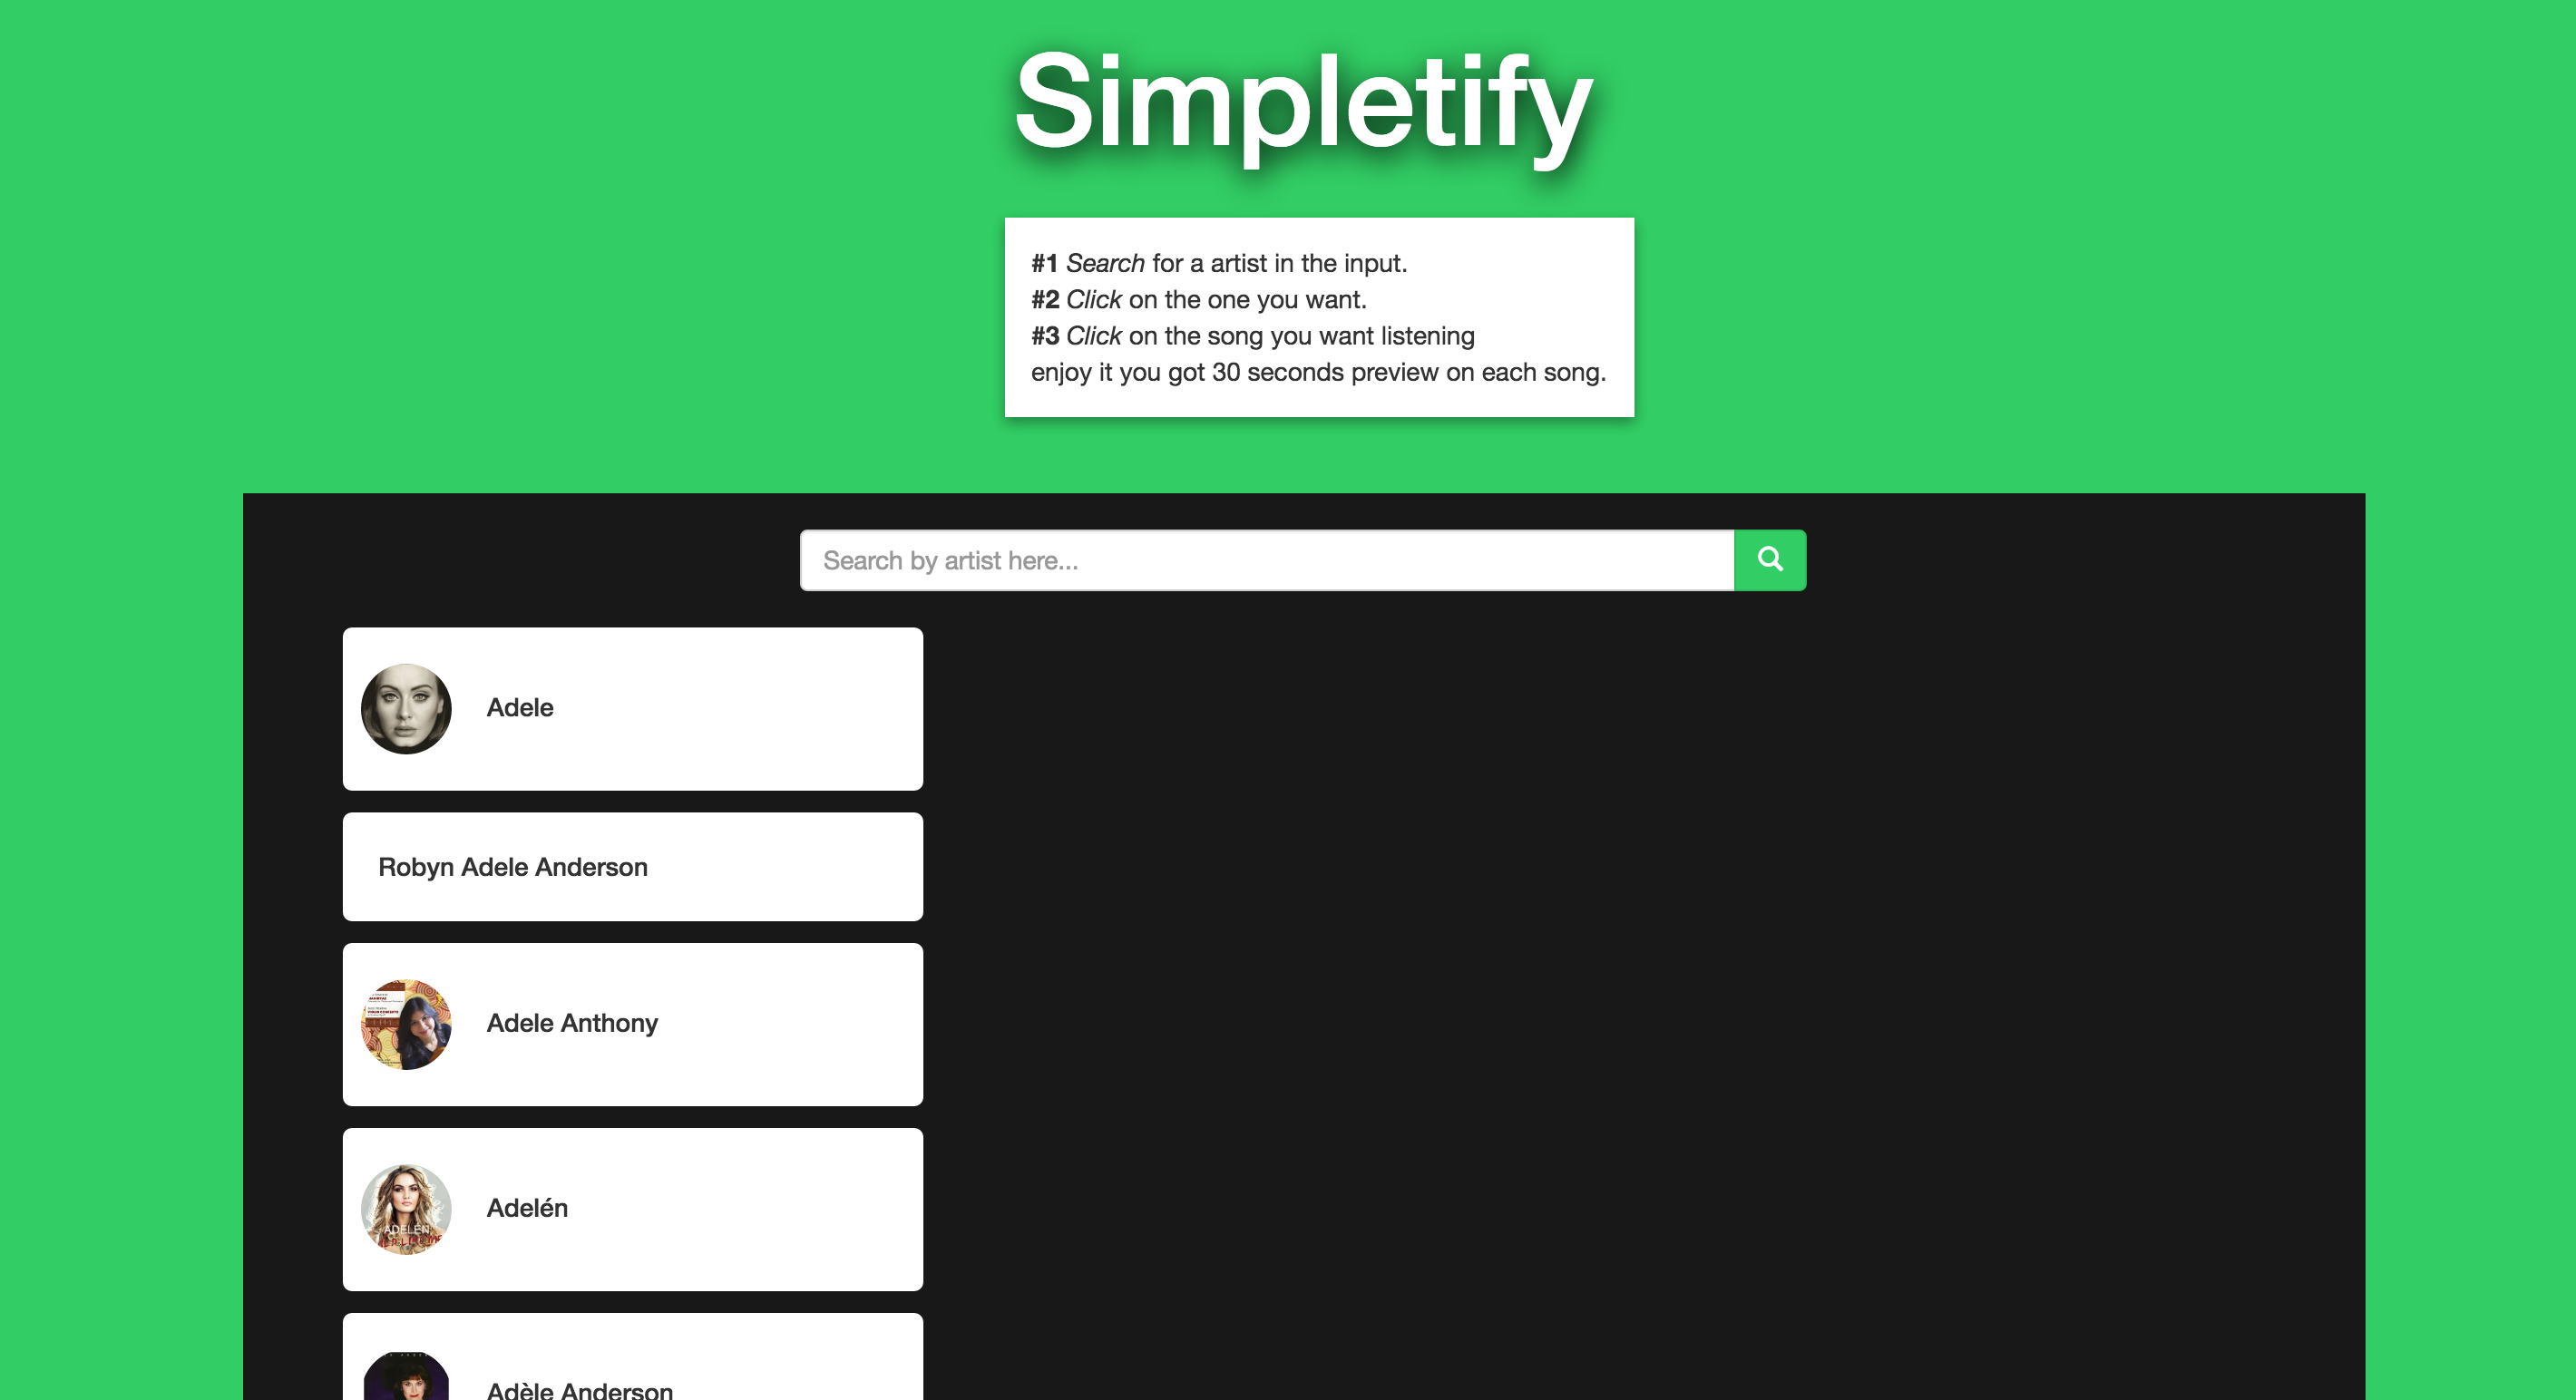 Simpletify
#1 Search for a artist in the input.
#2 Click on the one you want.
#3 Click on the song you want listening
enjoy it you got 30 seconds preview on each song.
Search by artist here...
Adele
Robyn Adele Anderson
Adele Anthony
ADELÉN
Adelén
Adèle Anderson